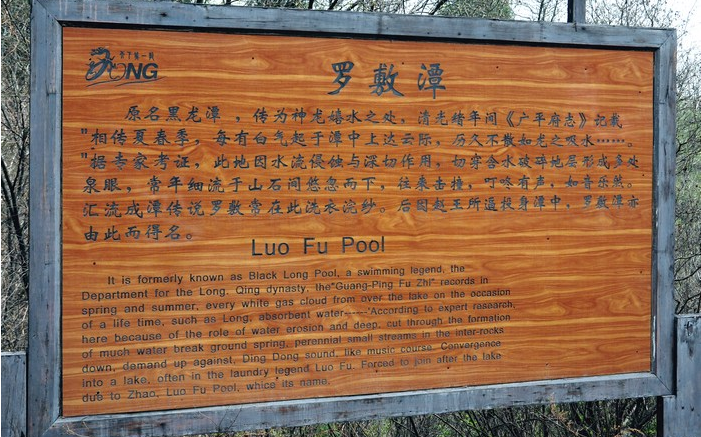 天下第一所
DONG
罗敷潭
原名黑龙潭，传为神龙嬉水之处，清光绪年间《广平府志》记载
"相传夏春季，每有白气起于潭中上达云际，历久不散如龙之吸水……。
"据专家考证，此地因水流侵蚀与深切作用，切穿含水破碎地层形成多处
泉眼，常年细流于山石间悠忽而下，往来击撞，叮咚有声，如音乐然。
汇流成潭传说罗敷常在此洗衣浣纱。后因赵王所逼投身潭中，罗敷潭亦
由此而得名。
Luo Fu Pool
It is formerly known as Black Long Pool, a swimming legend, the
Department for the Long, Qing dynasty, the"Guang-Ping Fu Zhi" records in
spring and summer, every white gas cloud from over the lake on the occasion
of a life time, such as Long, absorbent water------'According to expert research,
here because of the role of water erosion and deep, cut through the formation
of much water break ground spring, perennial small streams in the inter-rocks
down, demand up against, Ding Dong sound, like music course. Convergence
into a lake, often in the laundry legend Luo Fu. Forced to join after the lake
due to Zhao, Luo Fu Pool, whice its name.